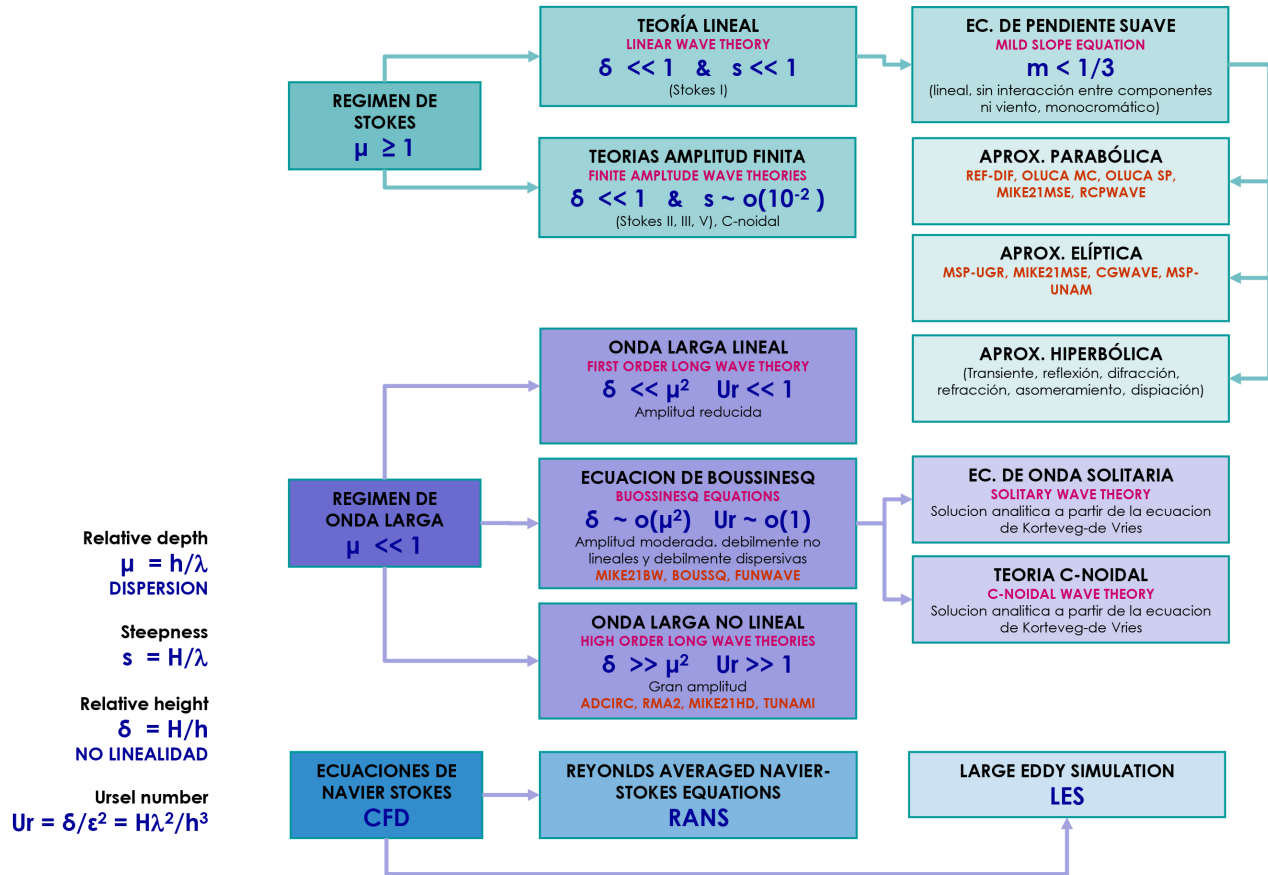 TEORÍA LINEAL
LINEAR WAVE THEORY
δ << 1 & s << 1
(Stokes I)
EC. DE PENDIENTE SUAVE
MILD SLOPE EQUATION
m < 1/3
(lineal, sin interacción entre componentes
ni viento, monocromático)
REGIMEN DE
STOKES
μ ≥ 1
TEORIAS AMPLITUD FINITA
FINITE AMPLTUDE WAVE THEORIES
δ << 1 & s ~ o(10⁻² )
(Stokes II, III, V), C-noidal
APROX. PARABÓLICA
REF-DIF, OLUCA MC, OLUCA SP,
MIKE21MSE, RCPWAVE
APROX. ELÍPTICA
MSP-UGR, MIKE21MSE, CGWAVE, MSP-
UNAM
APROX. HIPERBÓLICA
(Transiente, reflexión, difracción,
refracción, asomeramiento, dispiación)
ONDA LARGA LINEAL
FIRST ORDER LONG WAVE THEORY
δ << μ² Ur << 1
Amplitud reducida
REGIMEN DE
ONDA LARGA
μ << 1
ECUACION DE BOUSSINESQ
BUOSSINESQ EQUATIONS
δ ~ o(μ²) Ur ~ o(1)
Amplitud moderada. debilmente no
lineales y debilmente dispersivas
MIKE21BW, BOUSSQ, FUNWAVE
EC. DE ONDA SOLITARIA
SOLITARY WAVE THEORY
Solucion analitica a partir de la ecuacion
de Korteveg-de Vries
TEORIA C-NOIDAL
C-NOIDAL WAVE THEORY
Solucion analitica a partir de la ecuacion
de Korteveg-de Vries
ONDA LARGA NO LINEAL
HIGH ORDER LONG WAVE THEORIES
δ >> μ² Ur >> 1
Gran amplitud
ADCIRC, RMA2, MIKE21HD, TUNAMI
Relative depth
μ = h/λ
DISPERSION
Steepness
s = H/λ
Relative height
δ = H/h
NO LINEALIDAD
Ursel number
Ur = δ/ε² = Hλ²/h³
ECUACIONES DE
NAVIER STOKES
CFD
REYONLDS AVERAGED NAVIER-
STOKES EQUATIONS
RANS
LARGE EDDY SIMULATION
LES